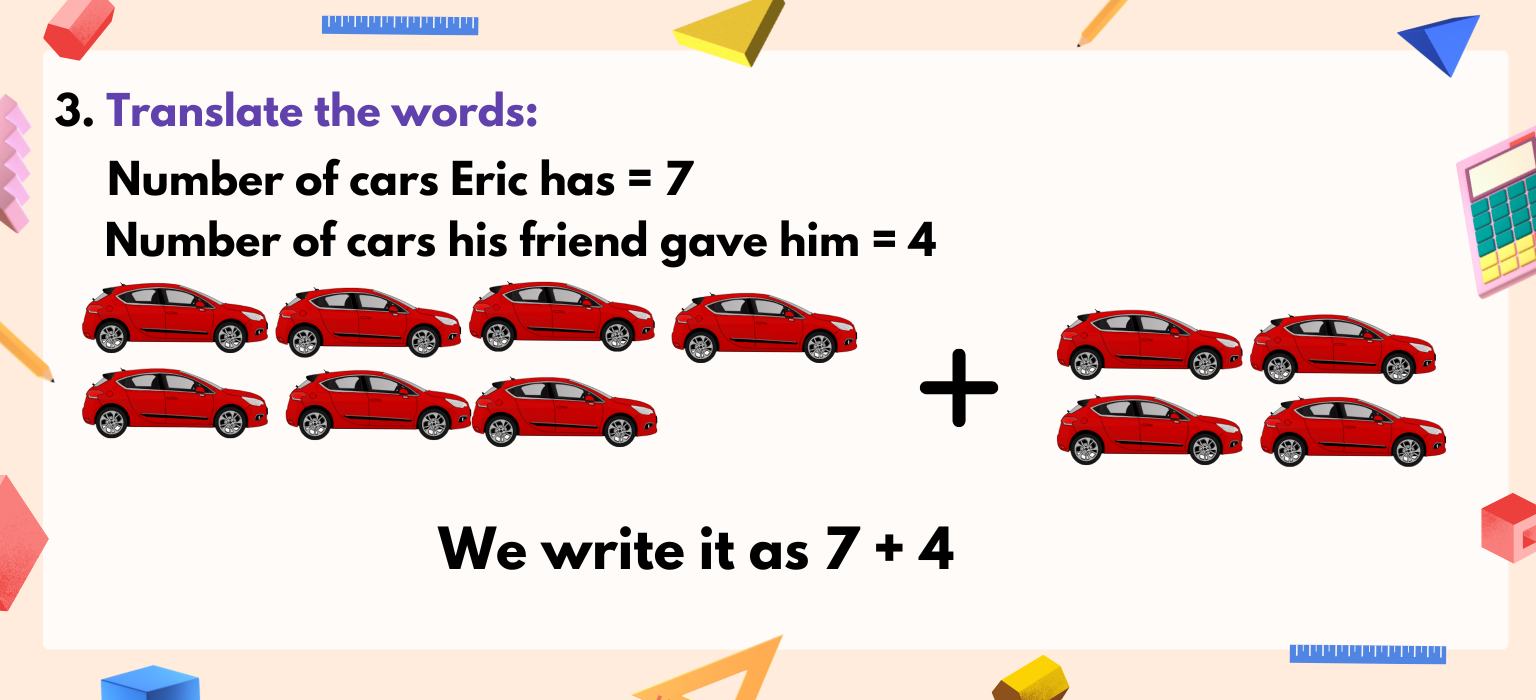 3. Translate the words:
Number of cars Eric has = 7
Number of cars his friend gave him = 4
+
We write it as 7 + 4